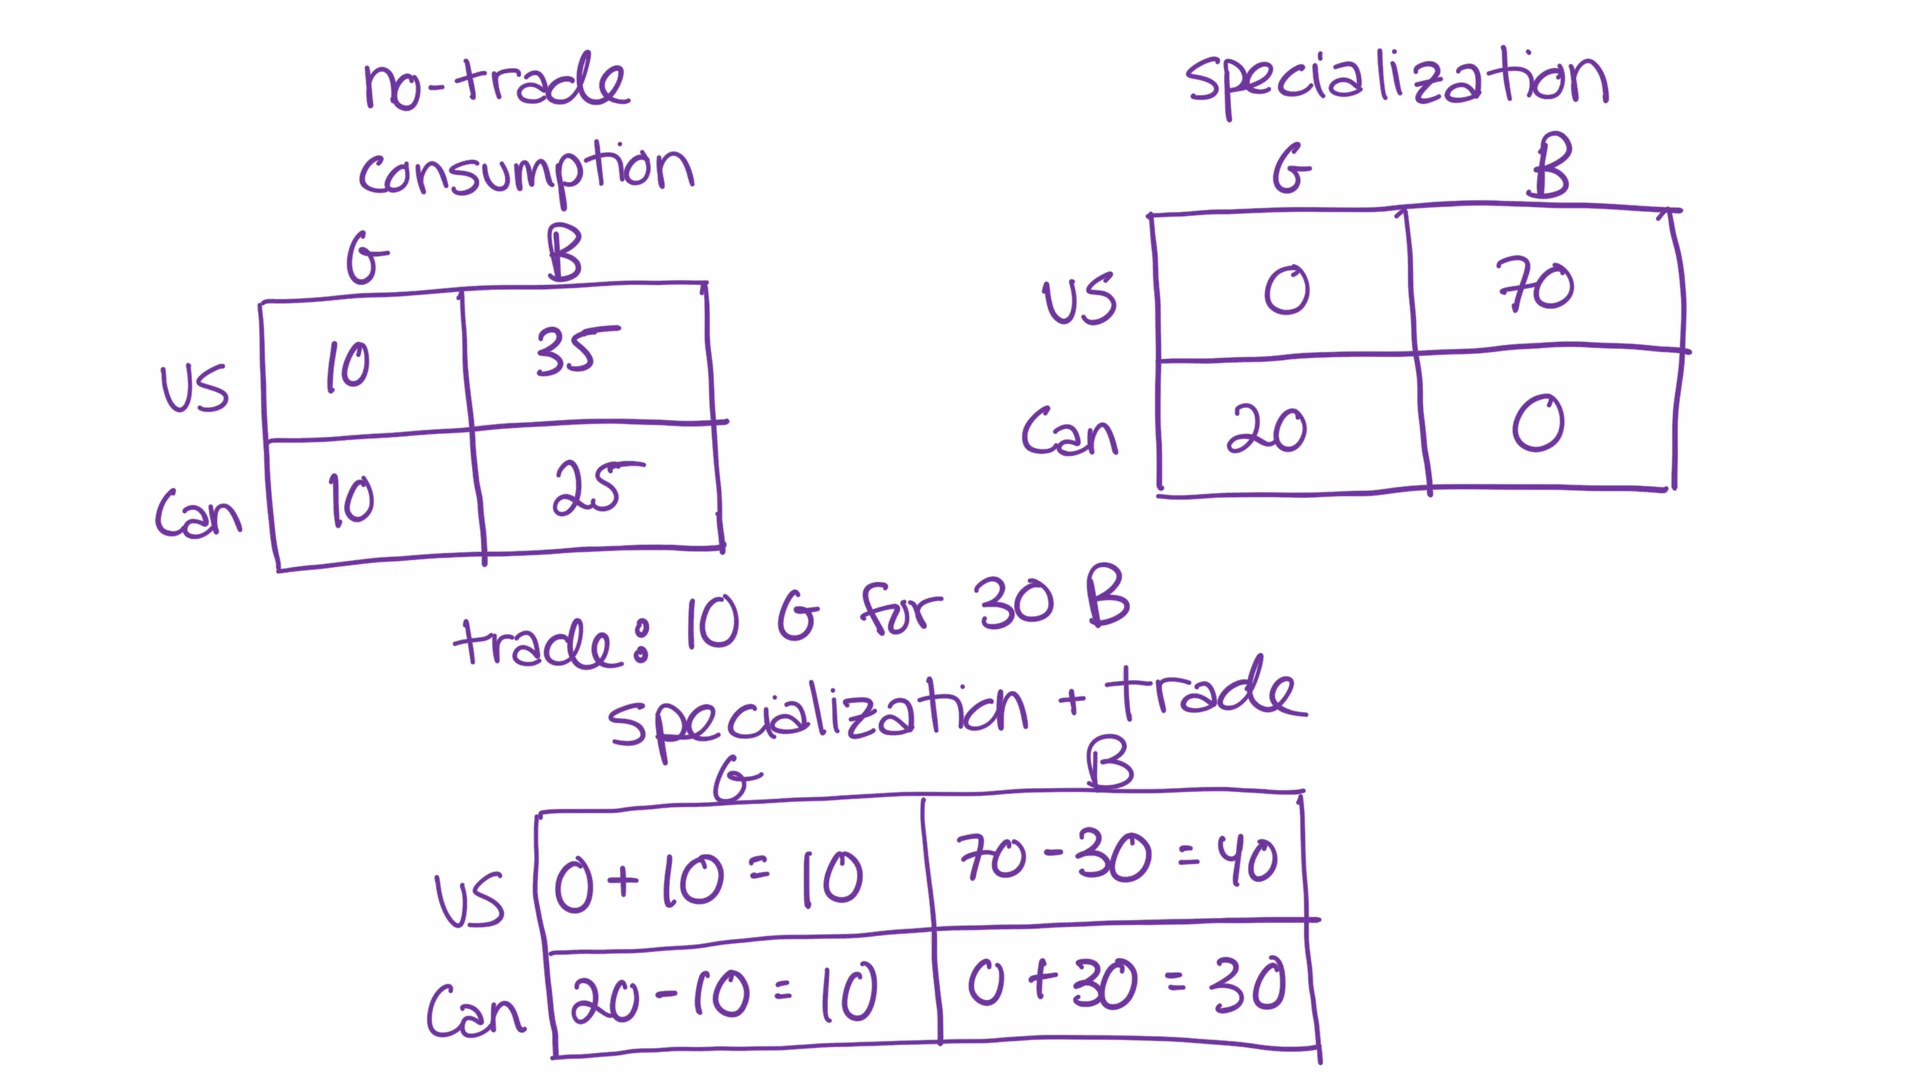 no-trade
consumption
G B
US 10 35
Can 10 25
specialization
G B
US 0 70
Can 20 0
trade: 10 G for 30 B
specialization + trade
G B
US 0 + 10 = 10 70 - 30 = 40
Can 20 - 10 = 10 0 + 30 = 30